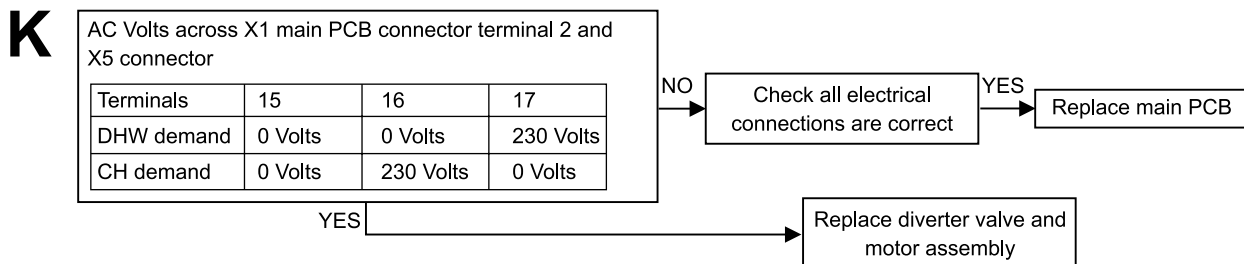 K
AC Volts across X1 main PCB connector terminal 2 and
X5 connector
Terminals 15 16 17
DHW demand 0 Volts 0 Volts 230 Volts
CH demand 0 Volts 230 Volts 0 Volts
NO
Check all electrical
connections are correct
YES
Replace main PCB
YES
Replace diverter valve and
motor assembly